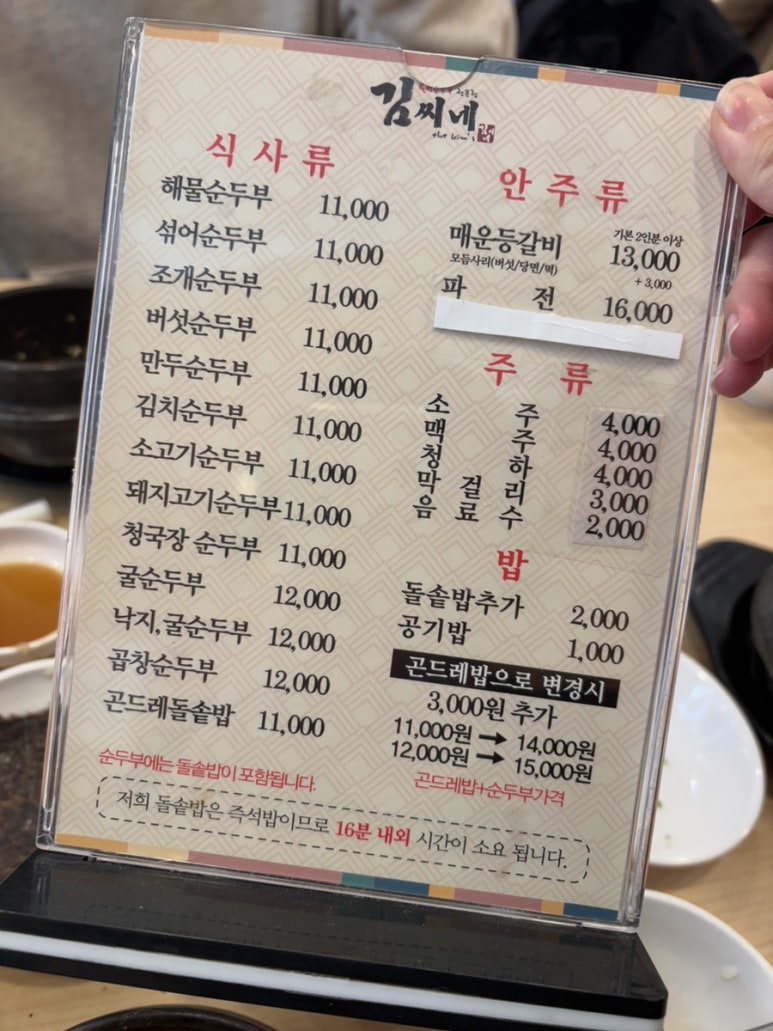 김씨네
the kim's
식사류
해물순두부 11,000
섞어순두부 11,000
조개순두부 11,000
버섯순두부 11,000
만두순두부 11,000
김치순두부 11,000
소고기순두부 11,000
돼지고기순두부 11,000
청국장 순두부 11,000
굴순두부 12,000
낙지,굴순두부 12,000
곱창순두부 12,000
곤드레돌솥밥 11,000
순두부에는 돌솥밥이 포함됩니다.
안주류
기본 2인분 이상
매운등갈비 13,000
모듬사리(버섯/당면/떡) + 3,000
파전 16,000
주류
소주 4,000
맥주 4,000
청하 4,000
막걸리 3,000
음료수 2,000
밥
돌솥밥추가 2,000
공기밥 1,000
곤드레밥으로 변경시
3,000원 추가
11,000원 → 14,000원
12,000원 → 15,000원
곤드레밥+순두부가격
저희 돌솥밥은 즉석밥이므로 16분 내외 시간이 소요 됩니다.